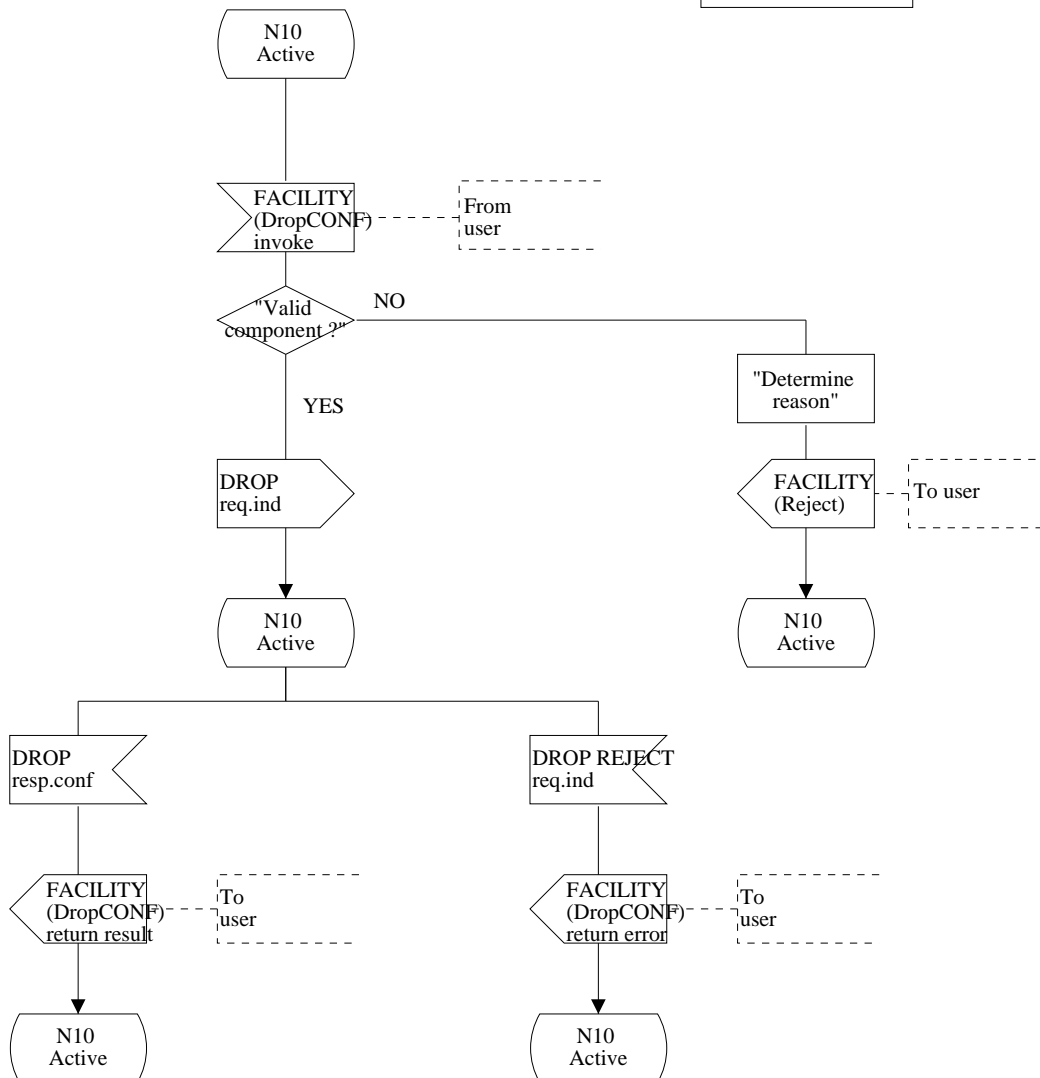 N10
Active
FACILITY
(DropCONF)
invoke
From
user
"Valid
component ?"
NO
YES
"Determine
reason"
DROP
req.ind
FACILITY
(Reject)
To user
N10
Active
N10
Active
DROP
resp.conf
DROP REJECT
req.ind
FACILITY
(DropCONF)
return result
To
user
FACILITY
(DropCONF)
return error
To
user
N10
Active
N10
Active